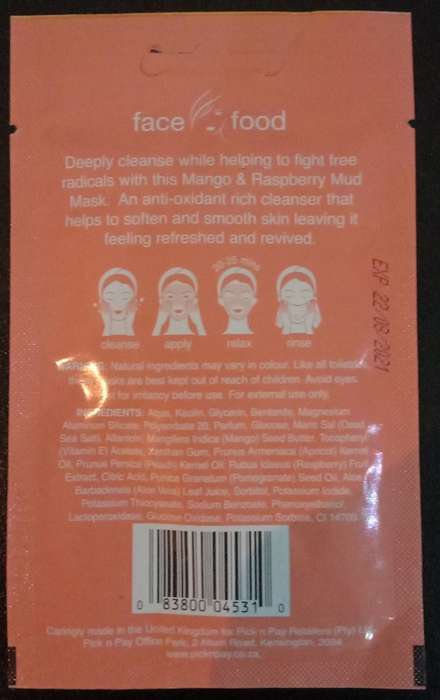 face food
Deeply cleanse while helping to fight free
radicals with this Mango & Raspberry Mud
Mask. An anti-oxidant rich cleanser that
helps to soften and smooth skin leaving it
feeling refreshed and revived.
20-25 mins
cleanse apply relax rinse
EXP 22/08/2021
Natural ingredients may vary in colour. Like all
are best kept out of reach of children. Avoid eyes.
for irritancy before use. For external use only.
INGREDIENTS: Aqua, Kaolin, Glycerin, Bentonite, Magnesium
Aluminum Silicate, Polysorbate 20, Parfum, Glucose, Maris Sal (Dead
Sea Salt), Allantoin, Mangifera Indica (Mango) Seed Butter, Tocopheryl
(Vitamin E) Acetate, Xanthan Gum, Prunus Armeniaca (Apricot) Kernel
Oil, Prunus Persica (Peach) Kernel Oil, Rubus Idaeus (Raspberry) Fruit
Extract, Citric Acid, Punica Granatum (Pomegranate) Seed Oil, Aloe
Barbadensis (Aloe Vera) Leaf Juice, Sorbitol, Potassium Iodide,
Potassium Thiocyanate, Sodium Benzoate, Phenoxyethanol,
Lactoperoxidase, Glucose Oxidase, Potassium Sorbate, CI 14700
0 83800 04531 0
Caringly made in the United Kingdom for Pick n Pay Retailers (Pty) Ltd
Pick n Pay Office Park, 2 Allum Road, Kensington, 2094
www.picknpay.co.za